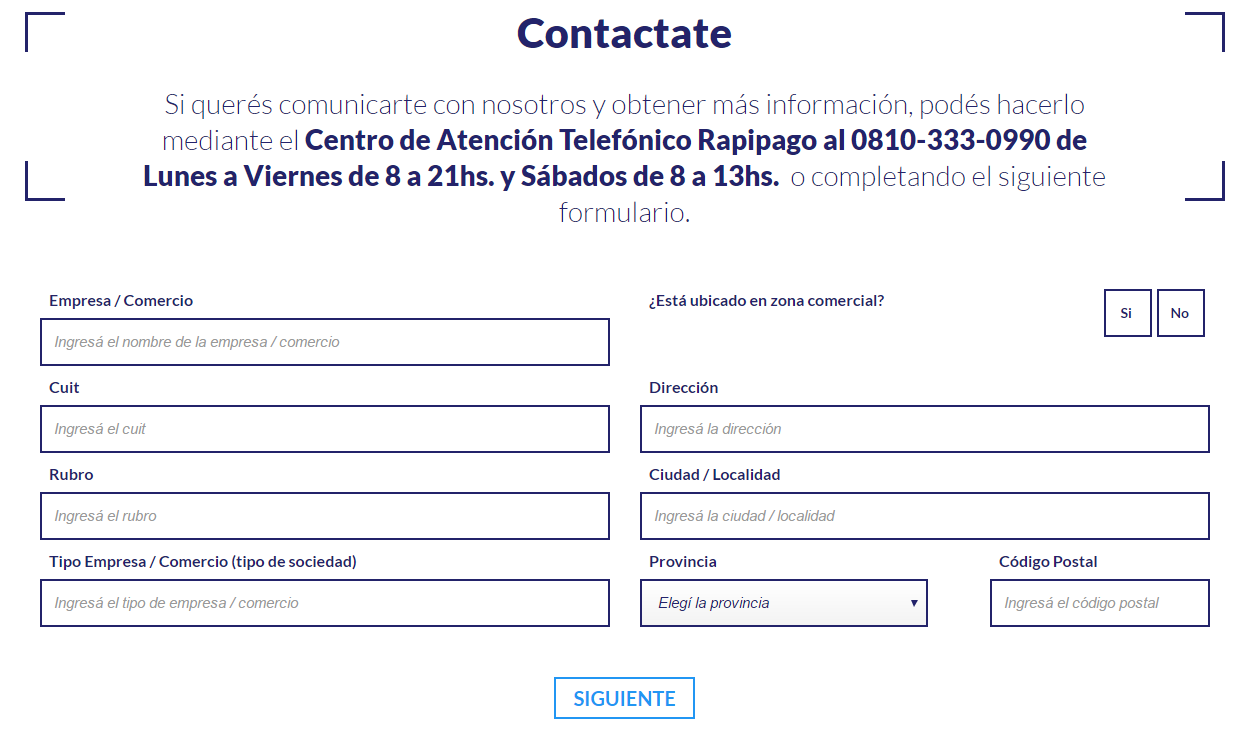 Contactate
Si querés comunicarte con nosotros y obtener más información, podés hacerlo
mediante el Centro de Atención Telefónico Rapipago al 0810-333-0990 de
Lunes a Viernes de 8 a 21hs. y Sábados de 8 a 13hs. o completando el siguiente
formulario.
Empresa / Comercio
Ingresá el nombre de la empresa / comercio
¿Está ubicado en zona comercial?
Si
No
Cuit
Ingresá el cuit
Dirección
Ingresá la dirección
Rubro
Ingresá el rubro
Ciudad / Localidad
Ingresá la ciudad / localidad
Tipo Empresa / Comercio (tipo de sociedad)
Ingresá el tipo de empresa / comercio
Provincia
Elegí la provincia
Código Postal
Ingresá el código postal
SIGUIENTE